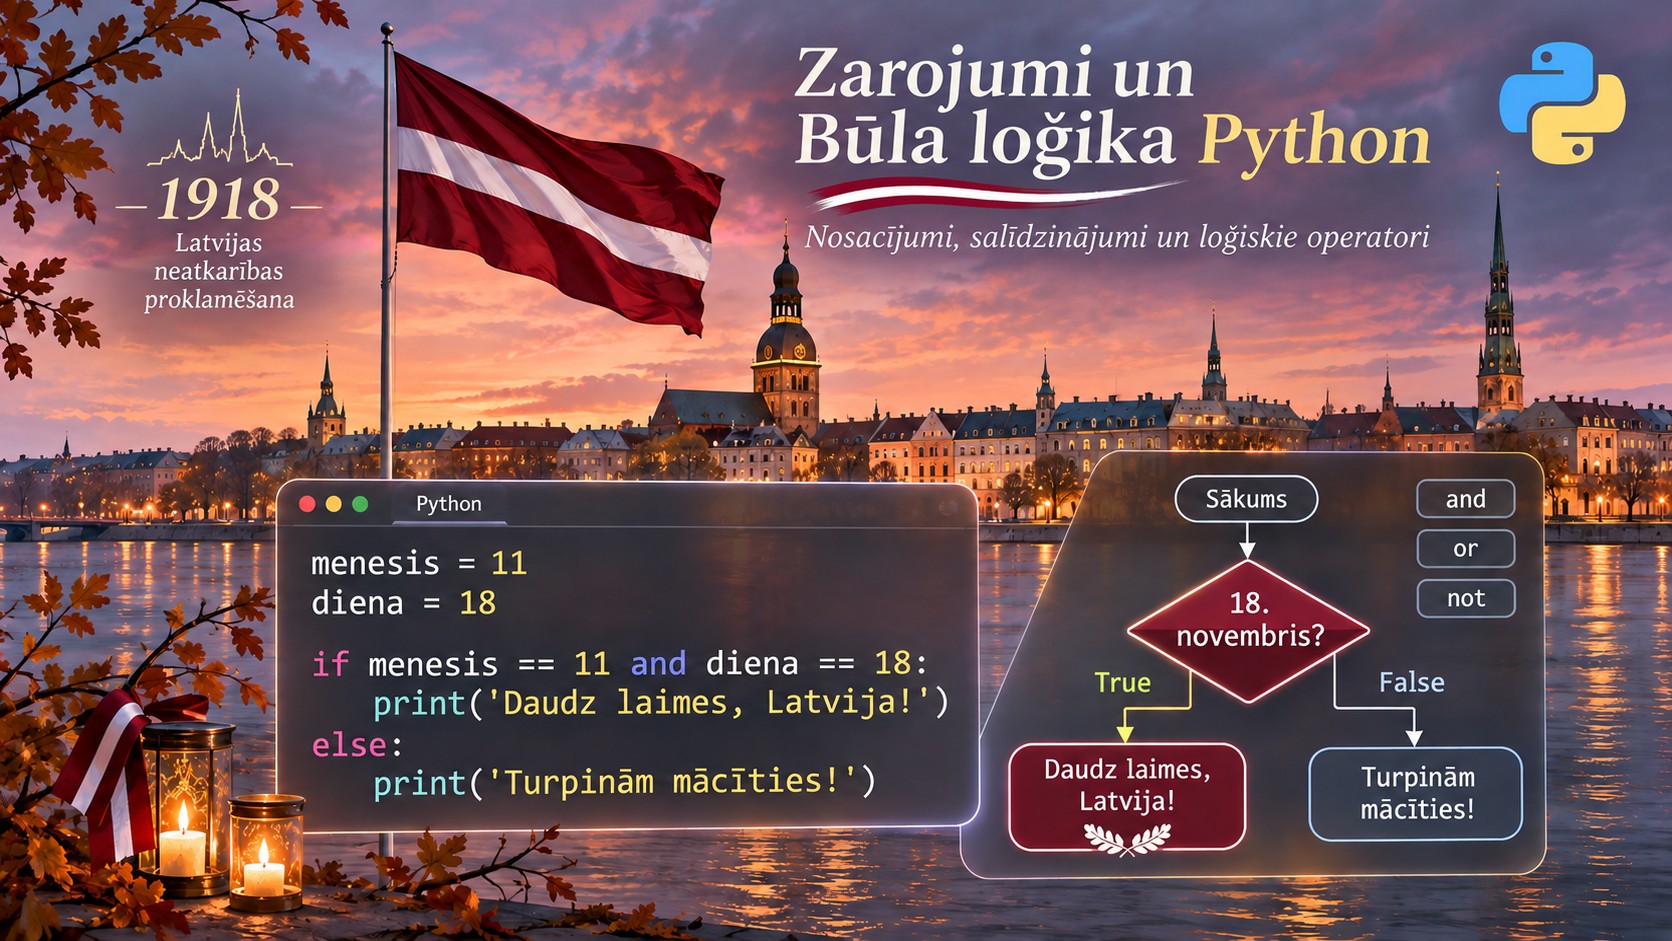 1918
Latvijas
neatkarības
proklamēšana
Zarojumi un
Būla loğika Python
Nosacījumi, salīdzinājumi un loğiskie operatori
Python
menesis = 11
diena = 18
if menesis == 11 and diena == 18:
print('Daudz laimes, Latvija!')
else:
print('Turpinām mācīties!')
Sākums
18.
novembris?
True
False
Daudz laimes,
Latvija!
Turpinām
mācīties!
and
or
not